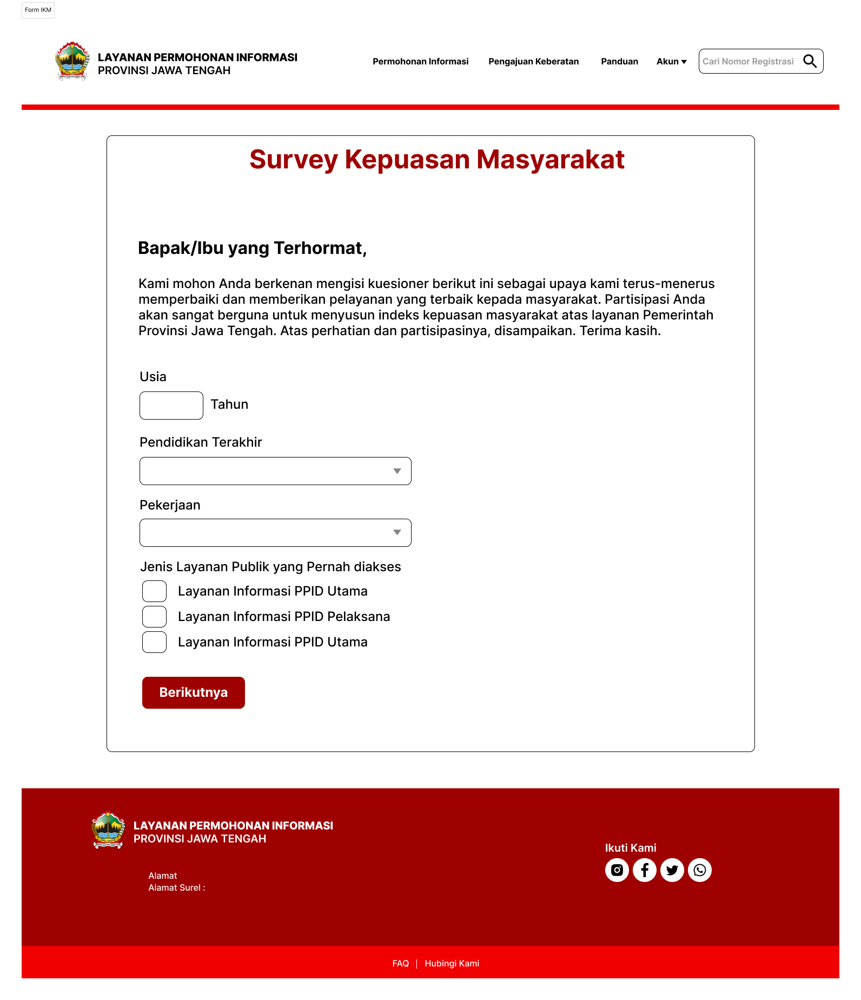 Form IKM
LAYANAN PERMOHONAN INFORMASI
PROVINSI JAWA TENGAH
Permohonan Informasi
Pengajuan Keberatan
Panduan
Akun
Cari Nomor Registrasi
Survey Kepuasan Masyarakat
Bapak/Ibu yang Terhormat,
Kami mohon Anda berkenan mengisi kuesioner berikut ini sebagai upaya kami terus-menerus
memperbaiki dan memberikan pelayanan yang terbaik kepada masyarakat. Partisipasi Anda
akan sangat berguna untuk menyusun indeks kepuasan masyarakat atas layanan Pemerintah
Provinsi Jawa Tengah. Atas perhatian dan partisipasinya, disampaikan. Terima kasih.
Usia
Tahun
Pendidikan Terakhir
Pekerjaan
Jenis Layanan Publik yang Pernah diakses
Layanan Informasi PPID Utama
Layanan Informasi PPID Pelaksana
Layanan Informasi PPID Utama
Berikutnya
LAYANAN PERMOHONAN INFORMASI
PROVINSI JAWA TENGAH
Alamat
Alamat Surel :
Ikuti Kami
FAQ | Hubingi Kami